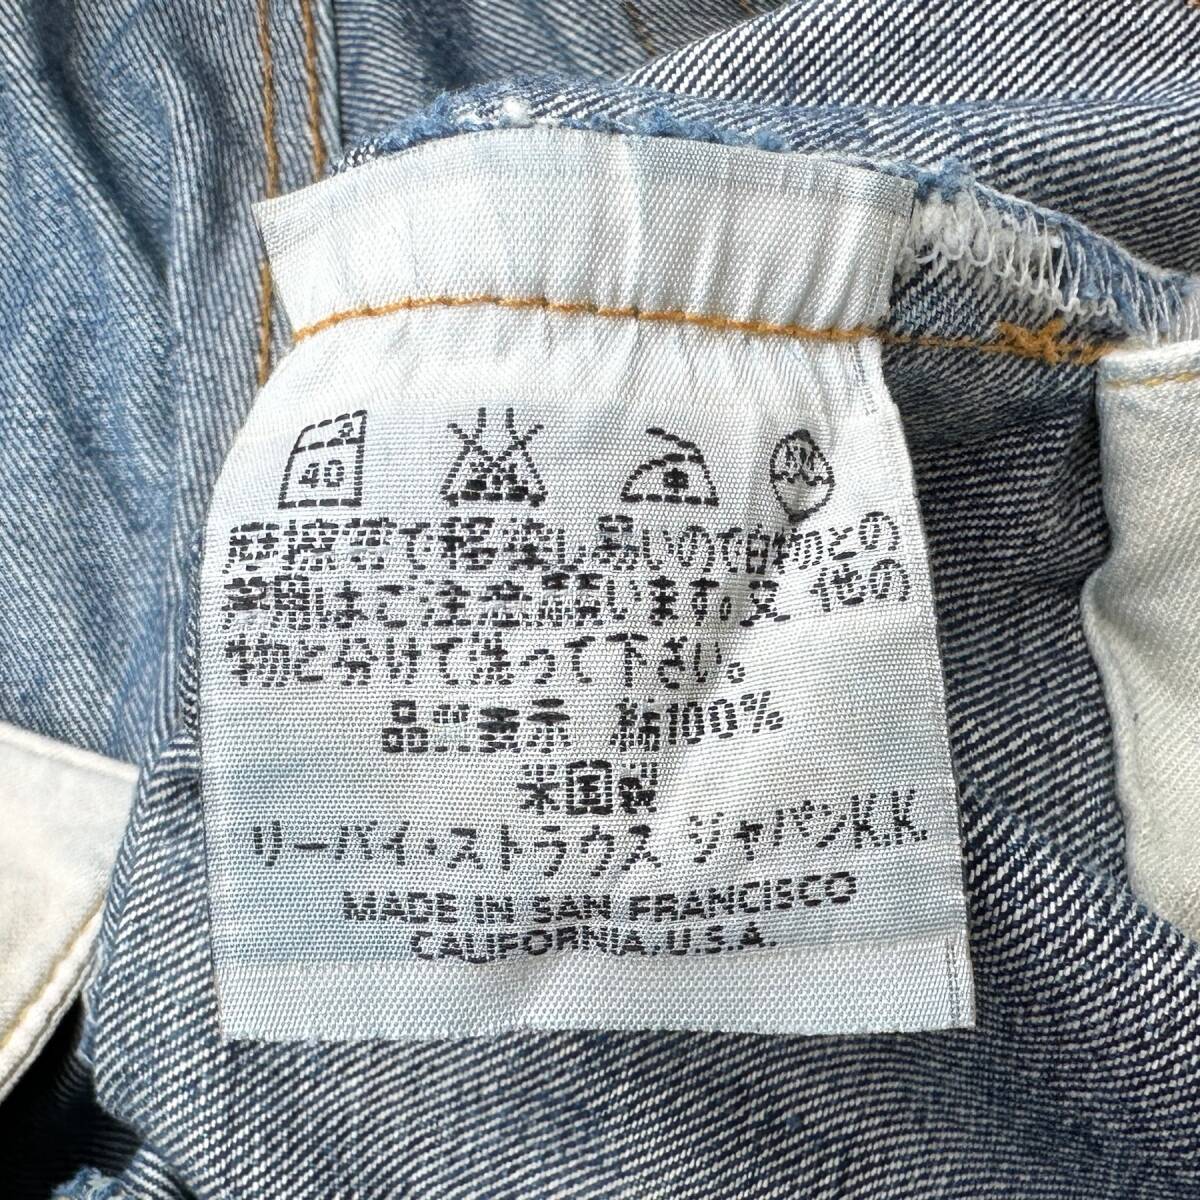 40
摩擦等で移染し易いので白物との
着用はご注意願います。又 他の
物と分けて洗って下さい。
品質表示 綿100%
米国製
リーバイ・ストラウス ジャパンK.K.
MADE IN SAN FRANCISCO
CALIFORNIA.U.S.A.